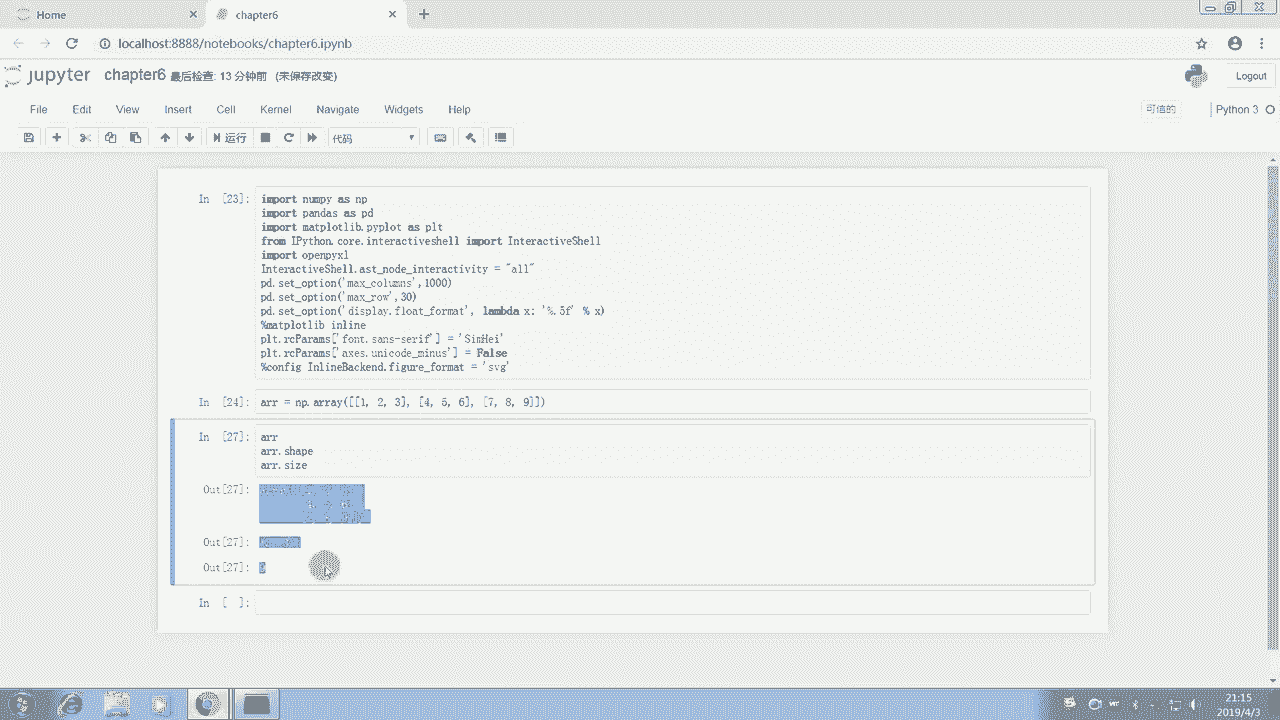 Home
chapter6
localhost:8888/notebooks/chapter6.ipynb
jupyter chapter6 最后检查: 13 分钟前 (未保存改变)
Logout
File Edit View Insert Cell Kernel Navigate Widgets Help
可信的
Python 3
运行
代码
In [23]:
import numpy as np
import pandas as pd
import matplotlib.pyplot as plt
from IPython.core.interactiveshell import InteractiveShell
import openpyxl
InteractiveShell.ast_node_interactivity = "all"
pd.set_option('max_columns',1000)
pd.set_option('max_row',30)
pd.set_option('display.float_format', lambda x: '%.5f' % x)
%matplotlib inline
plt.rcParams['font.sans-serif'] = 'SimHei'
plt.rcParams['axes.unicode_minus'] = False
%config InlineBackend.figure_format = 'svg'
In [24]: arr = np.array([[1, 2, 3], [4, 5, 6], [7, 8, 9]])
In [27]:
arr
arr.shape
arr.size
Out[27]:
Out[27]:
Out[27]:
In [ ]:
21:15
2019/4/3